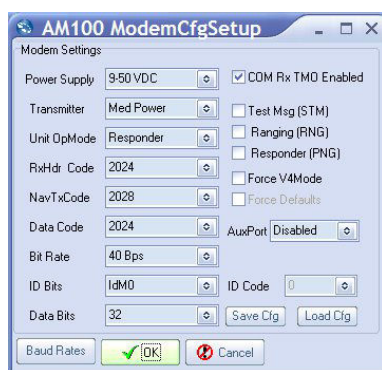 AM100 ModemCfgSetup
Modem Settings
Power Supply 9-50 VDC COM Rx TMO Enabled
Transmitter Med Power Test Msg (STM)
Unit OpMode Responder Ranging (RNG)
Responder (PNG)
RxHdr Code 2024 Force V4Mode
NavTxCode 2028 Force Defaults
Data Code 2024 AuxPort Disabled
Bit Rate 40 Bps
ID Bits IdM0 ID Code 0
Data Bits 32 Save Cfg Load Cfg
Baud Rates OK Cancel